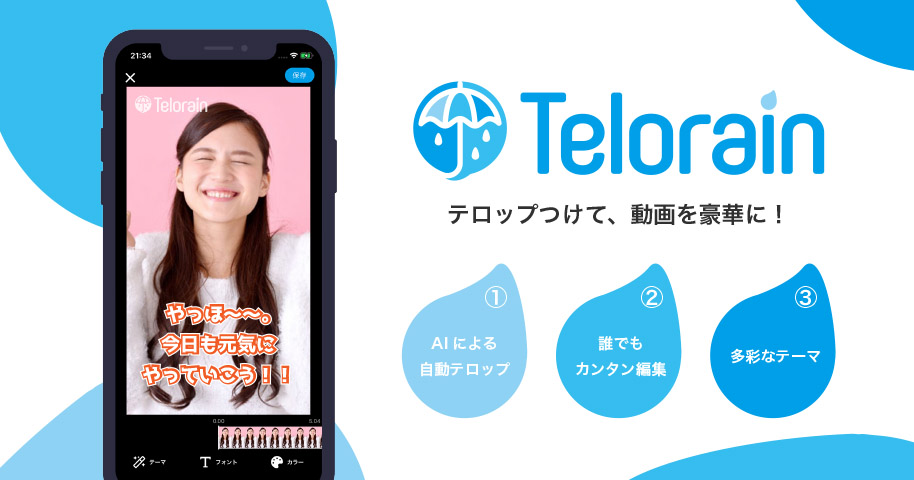 21:34
保存
Telorain
やっほ〜〜。
今日も元気に
やっていこう！！
0:00
5:04
テーマ
フォント
カラー
Telorain
テロップつけて、動画を豪華に！
①
AIによる
自動テロップ
②
誰でも
カンタン編集
③
多彩なテーマ